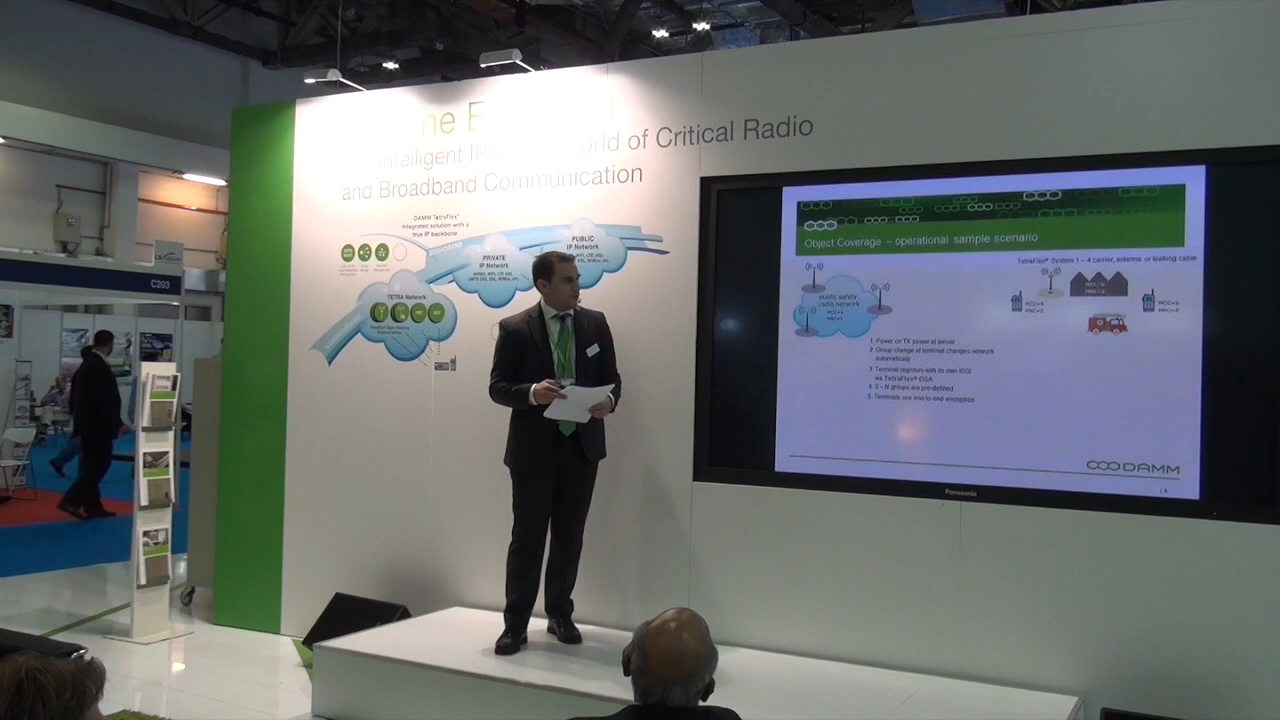 he E
Intelligent IP World of Critical Radio
and Broadband Communication
DAMM TetraFlex®
Integrated solution with a
true IP backbone
PUBLIC
IP Network
PRIVATE
IP Network
TETRA Network
C203
Object Coverage – operational sample scenario
TetraFlex® System 1 – 4 carrier, antenna or leaking cable
public safety
radio network
1. Power on TX power at arrival
2. Group change at terminal changes network
automatically
3. Terminal registers with its own ISSI
via TetraFlex® DSA
4. 3 – N groups are pre-defined
5. Terminals use end to end encryption
DAMM
Panasonic